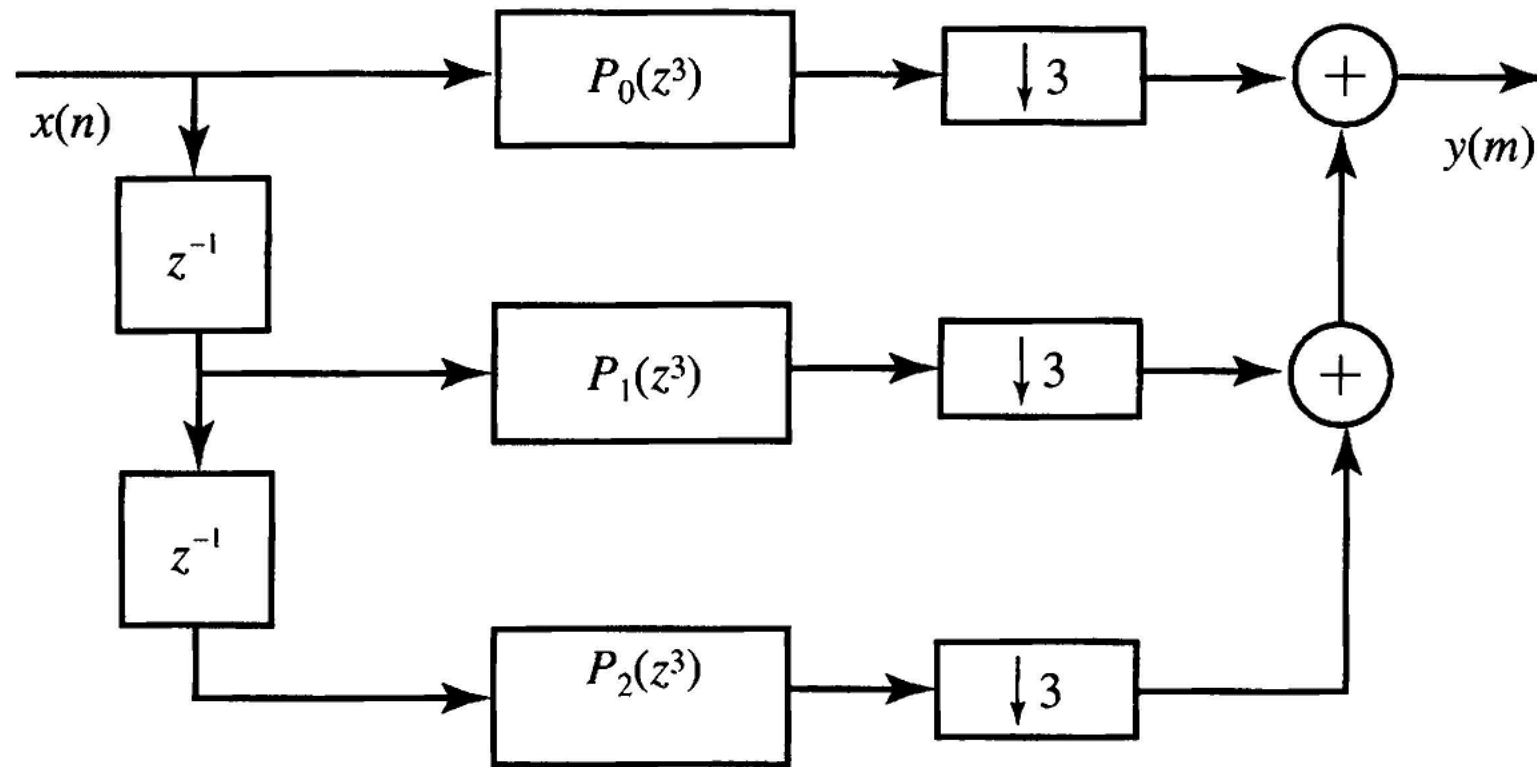 P₀(z³)
↓3
+
x(n)
y(m)
z⁻¹
P₁(z³)
↓3
+
z⁻¹
P₂(z³)
↓3